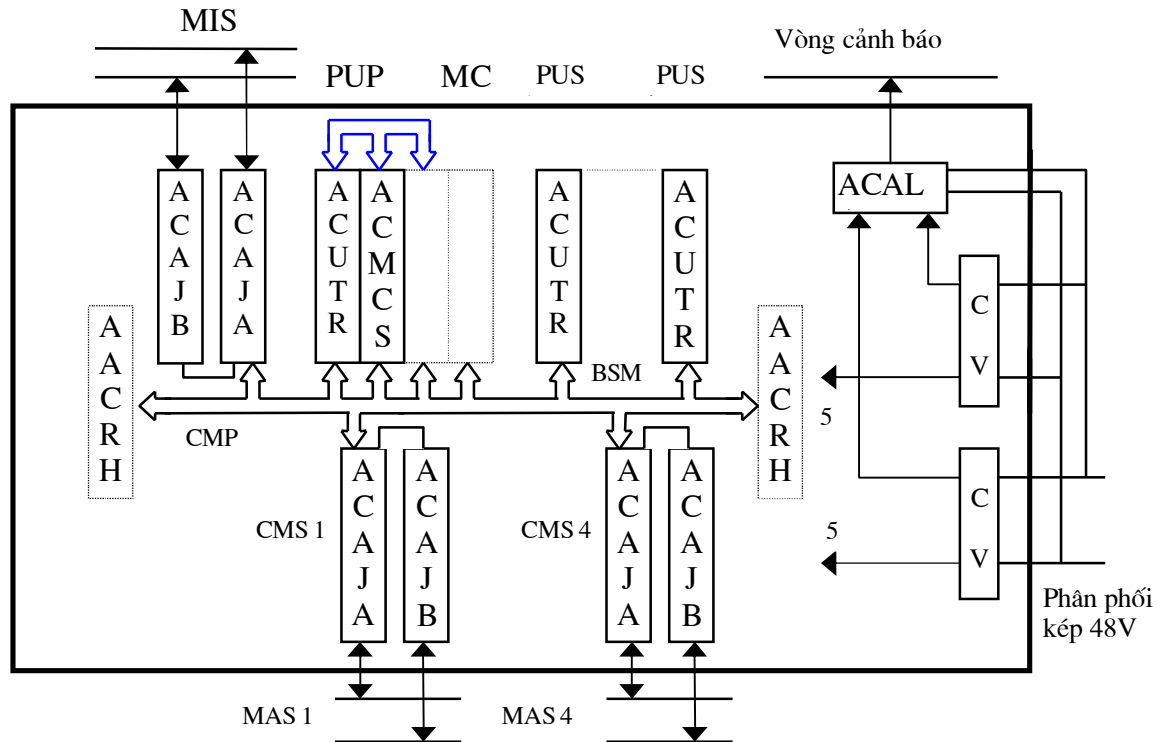 MIS
Vòng cảnh báo
PUP
MC
PUS
PUS
ACAJB
ACAJA
ACUTR
ACMCS
ACUTR
ACUTR
ACAL
AACRH
AACRH
CV
CV
BSM
CMP
5
5
CMS 1
ACAJA
ACAJB
CMS 4
ACAJA
ACAJB
Phân phối
kép 48V
MAS 1
MAS 4